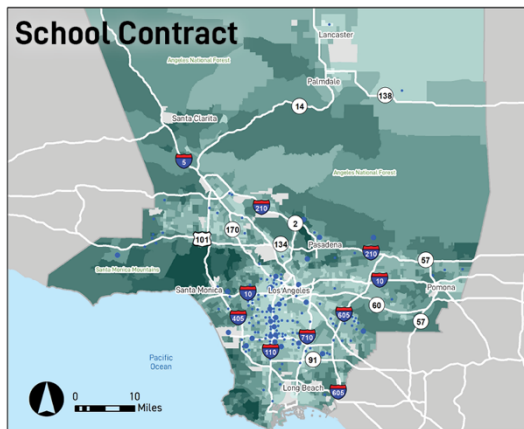 School Contract
Lancaster
Angeles National Forest
Palmdale
138
14
Santa Clarita
5
Angeles National Forest
210
2
170
101
134
Pasadena
210
57
Santa Monica Mountains
10
Santa Monica
10
Los Angeles
Pomona
60
405
605
57
710
110
91
Pacific
Ocean
Long Beach
605
0 10
Miles